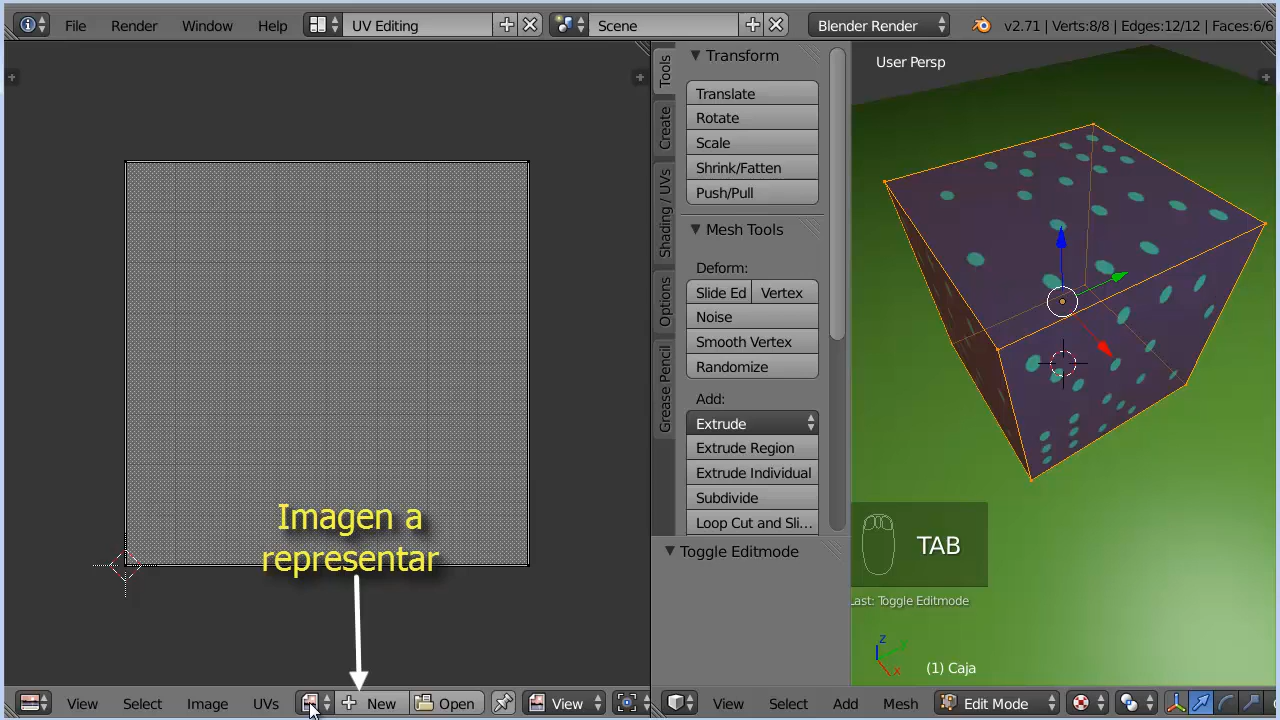 File Render Window Help UV Editing Scene Blender Render v2.71 | Verts:8/8 | Edges:12/12 | Faces:6/6
Tools
Create
Shading / UVs
Options
Grease Pencil
Transform
Translate
Rotate
Scale
Shrink/Fatten
Push/Pull
Mesh Tools
Deform:
Slide Ed Vertex
Noise
Smooth Vertex
Randomize
Add:
Extrude
Extrude Region
Extrude Individual
Subdivide
Loop Cut and Sli...
Toggle Editmode
User Persp
TAB
Last: Toggle Editmode
z
Y
x
(1) Caja
Imagen a
representar
View Select Image UVs New Open View
View Select Add Mesh Edit Mode